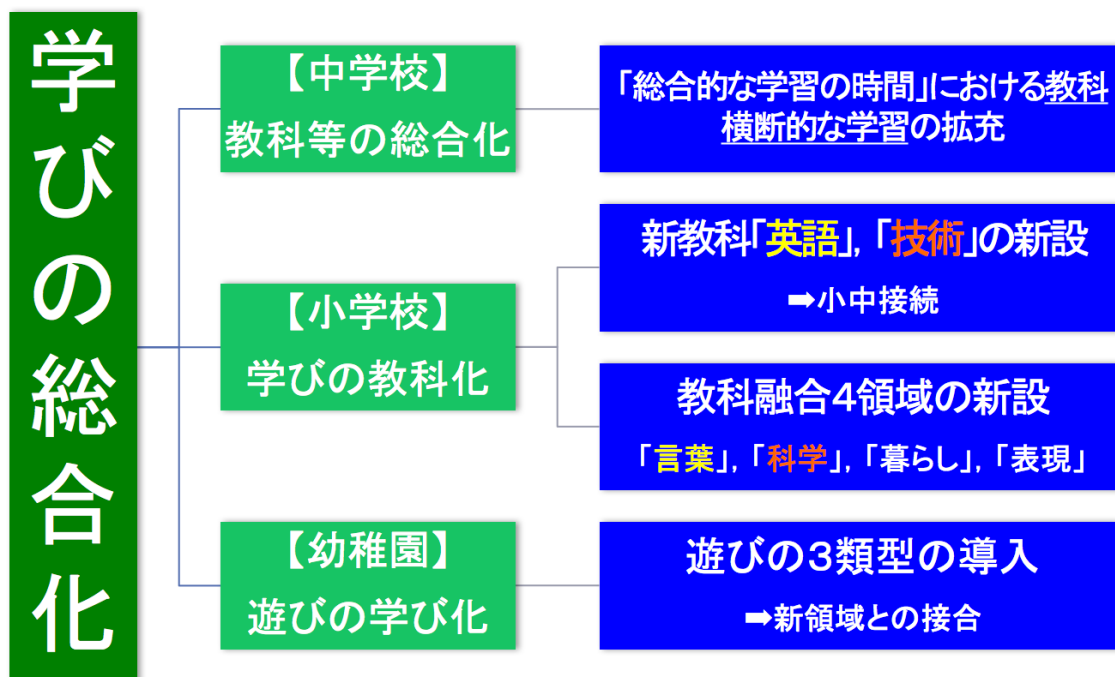 学びの総合化
【中学校】
教科等の総合化
「総合的な学習の時間」における教科
横断的な学習の拡充
【小学校】
学びの教科化
新教科「英語」,「技術」の新設
➡小中接続
教科融合4領域の新設
「言葉」,「科学」,「暮らし」,「表現」
【幼稚園】
遊びの学び化
遊びの3類型の導入
➡新領域との接合